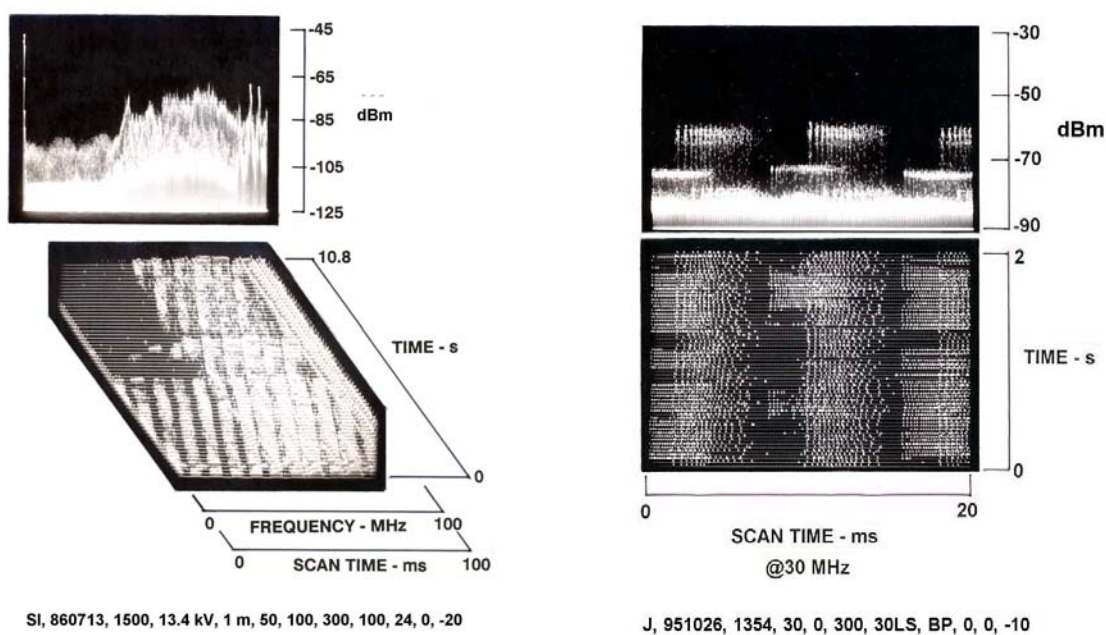 -45
-65
-85
-105
-125
dBm
10.8
TIME - s
0
0 FREQUENCY - MHz 100
0 SCAN TIME - ms 100
SI, 860713, 1500, 13.4 kV, 1 m, 50, 100, 300, 100, 24, 0, -20
-30
-50
dBm
-70
-90
2
TIME - s
0
0 20
SCAN TIME - ms
@30 MHz
J, 951026, 1354, 30, 0, 300, 30LS, BP, 0, 0, -10